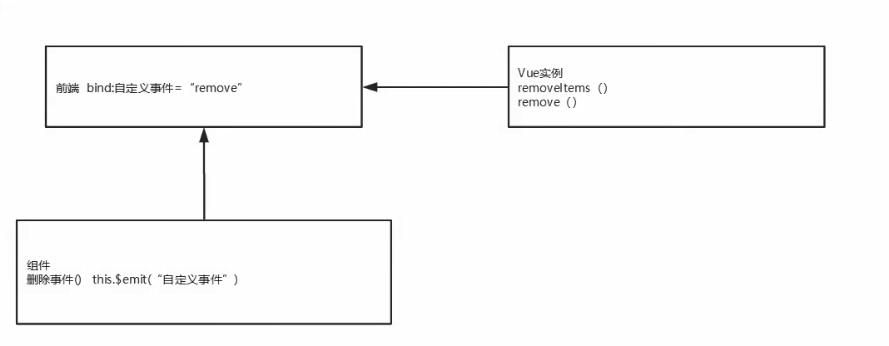 前端 bind:自定义事件=“remove”
Vue实例
removeItems（）
remove（）
组件
删除事件() this.$emit(“自定义事件”)